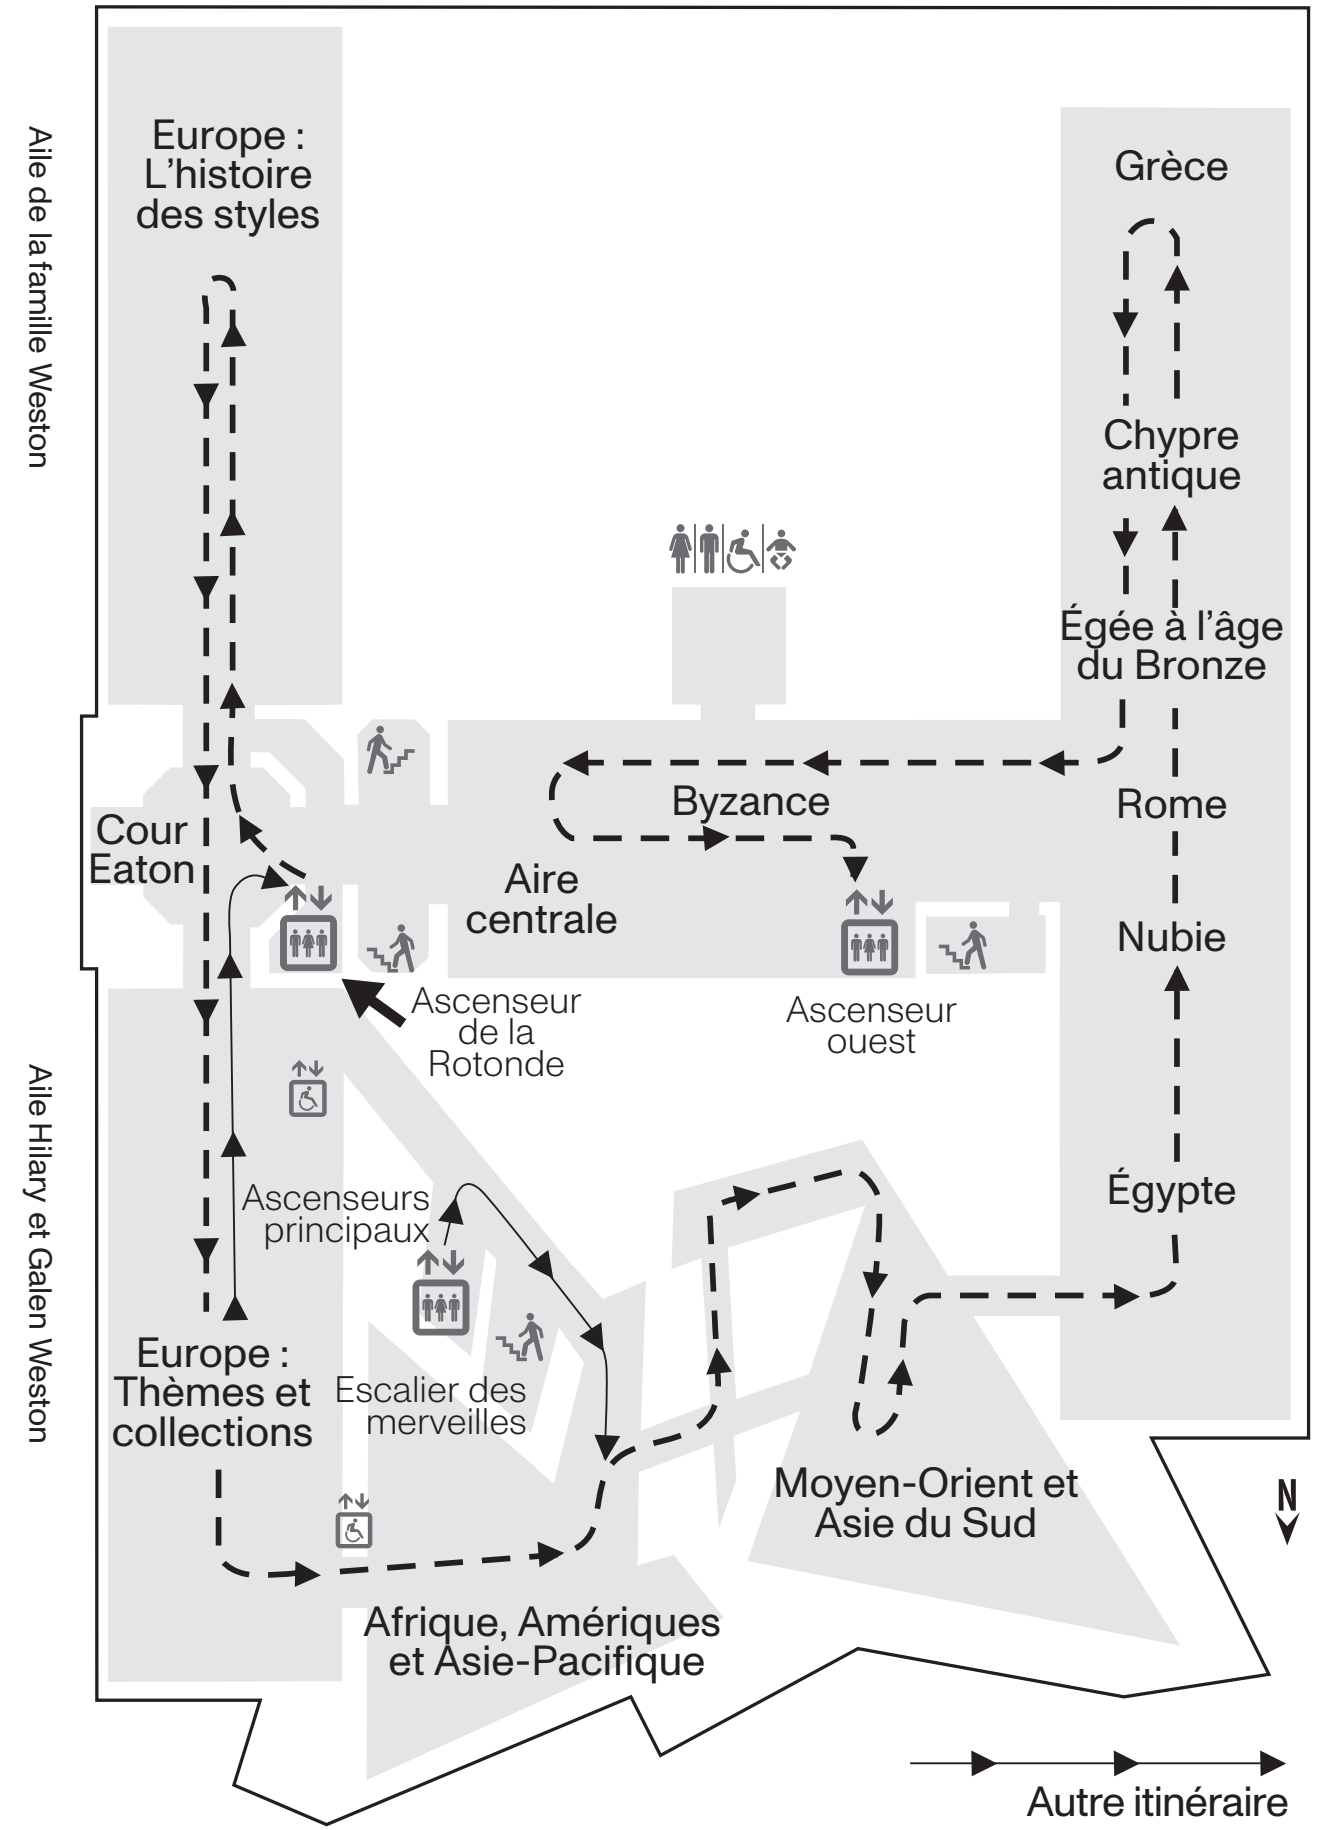 Aile de la famille Weston
Europe :
L’histoire
des styles
Grèce
Chypre
antique
Égée à l’âge
du Bronze
Byzance
Rome
Cour
Eaton
Aire
centrale
Nubie
Ascenseur
de la
Rotonde
Ascenseur
ouest
Aile Hilary et Galen Weston
Ascenseurs
principaux
Égypte
Europe :
Thèmes et
collections
Escalier des
merveilles
Moyen-Orient et
Asie du Sud
N
Afrique, Amériques
et Asie-Pacifique
Autre itinéraire